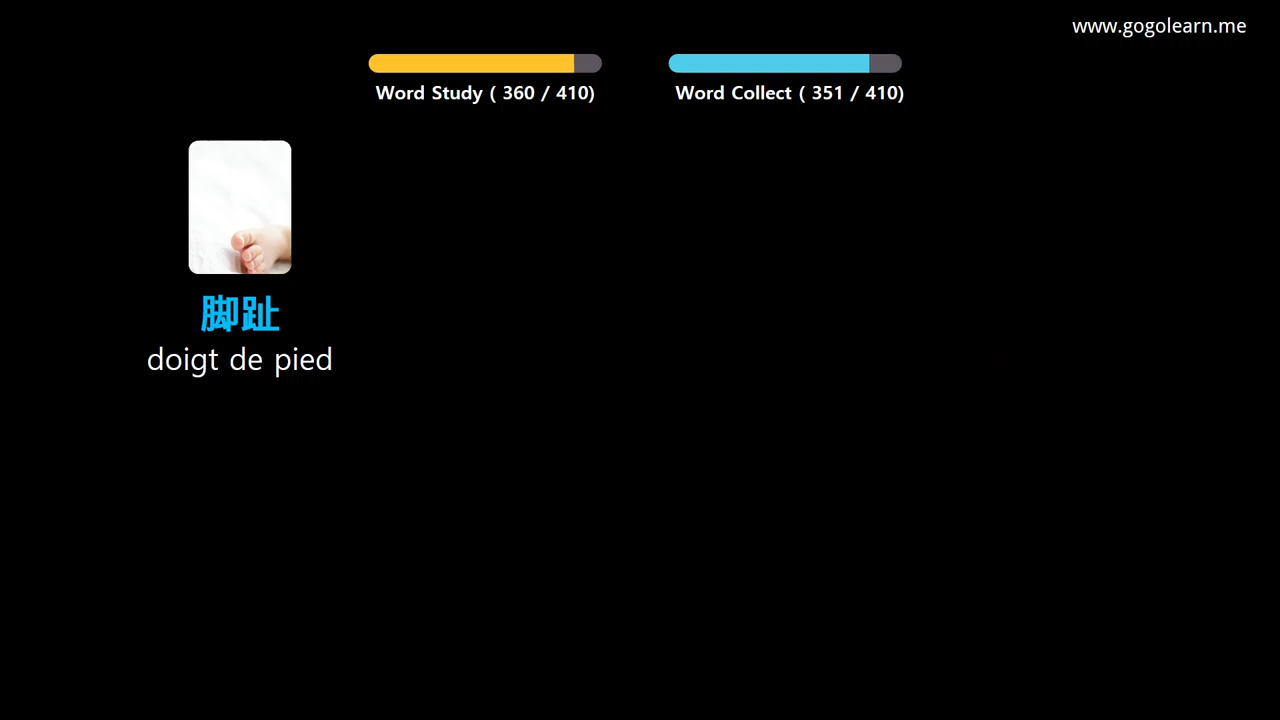 www.gogolearn.me
Word Study ( 360 / 410)
Word Collect ( 351 / 410)
脚趾
doigt de pied